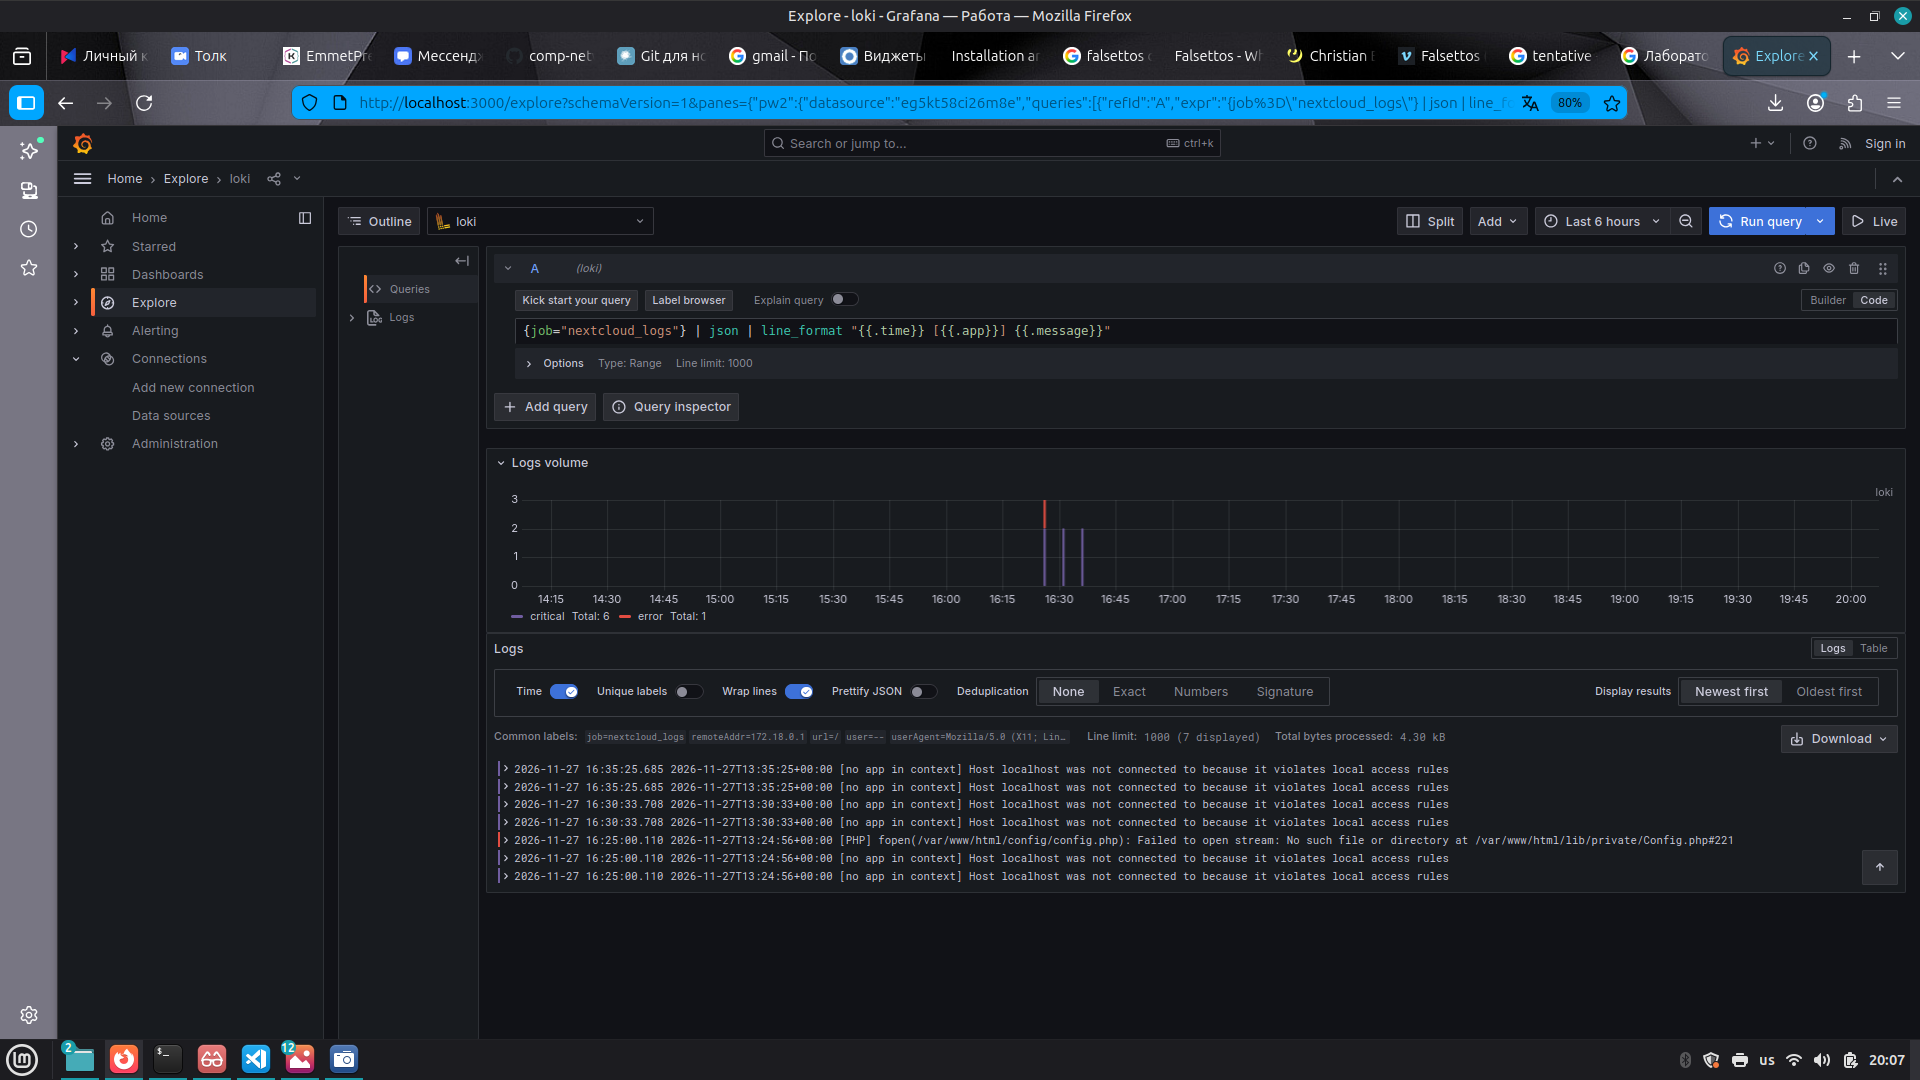 Explore - loki - Grafana — Работа — Mozilla Firefox
Личный к
Толк
EmmetPre
Мессендж
comp-net
Git для но
gmail - По
Виджеты
Installation an
falsettos
Falsettos - Wh
Christian
Falsettos
tentative
Лаборато
Explore
http://localhost:3000/explore?schemaVersion=1&panes={"pw2":{"datasource":"eg5kt58ci26m8e","queries":[{"refId":"A","expr":"{job%3D\"nextcloud_logs\"} | json | line_fo
80%
Search or jump to...
ctrl+k
Sign in
Home › Explore › loki
Home
Starred
Dashboards
Explore
Alerting
Connections
Add new connection
Data sources
Administration
Outline
loki
Split
Add
Last 6 hours
Run query
Live
Queries
Logs
A (loki)
Kick start your query
Label browser
Explain query
Builder
Code
{job="nextcloud_logs"} | json | line_format "{{.time}} [{{.app}}] {{.message}}"
Options Type: Range Line limit: 1000
Add query
Query inspector
Logs volume
loki
3
2
1
0
14:15 14:30 14:45 15:00 15:15 15:30 15:45 16:00 16:15 16:30 16:45 17:00 17:15 17:30 17:45 18:00 18:15 18:30 18:45 19:00 19:15 19:30 19:45 20:00
critical Total: 6 error Total: 1
Logs
Logs
Table
Time
Unique labels
Wrap lines
Prettify JSON
Deduplication
None
Exact
Numbers
Signature
Display results
Newest first
Oldest first
Common labels: job=nextcloud_logs remoteAddr=172.18.0.1 url=/ user=-- userAgent=Mozilla/5.0 (X11; Lin… Line limit: 1000 (7 displayed) Total bytes processed: 4.30 kB
Download
2026-11-27 16:35:25.685 2026-11-27T13:35:25+00:00 [no app in context] Host localhost was not connected to because it violates local access rules
2026-11-27 16:35:25.685 2026-11-27T13:35:25+00:00 [no app in context] Host localhost was not connected to because it violates local access rules
2026-11-27 16:30:33.708 2026-11-27T13:30:33+00:00 [no app in context] Host localhost was not connected to because it violates local access rules
2026-11-27 16:30:33.708 2026-11-27T13:30:33+00:00 [no app in context] Host localhost was not connected to because it violates local access rules
2026-11-27 16:25:00.110 2026-11-27T13:24:56+00:00 [PHP] fopen(/var/www/html/config/config.php): Failed to open stream: No such file or directory at /var/www/html/lib/private/Config.php#221
2026-11-27 16:25:00.110 2026-11-27T13:24:56+00:00 [no app in context] Host localhost was not connected to because it violates local access rules
2026-11-27 16:25:00.110 2026-11-27T13:24:56+00:00 [no app in context] Host localhost was not connected to because it violates local access rules
2
12
us
20:07